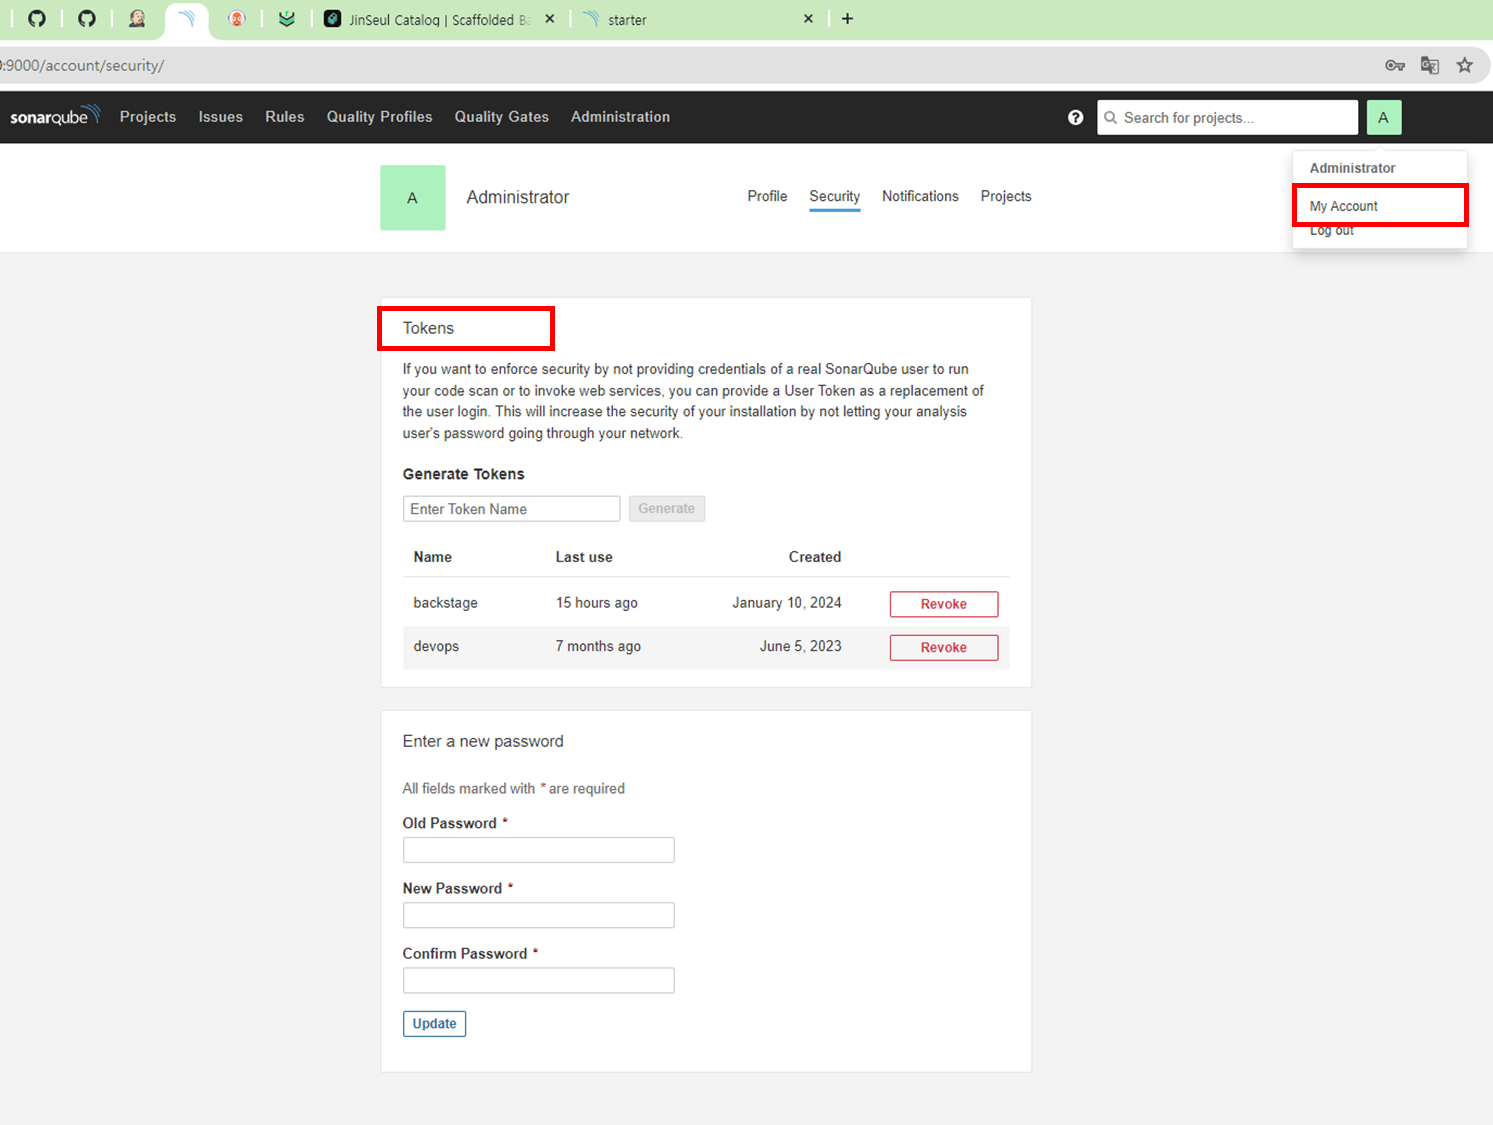 JinSeul Catalog | Scaffolded Ba
starter
:9000/account/security/
sonarqube Projects Issues Rules Quality Profiles Quality Gates Administration ? Search for projects... A
Administrator
My Account
Log out
A Administrator Profile Security Notifications Projects
Tokens
If you want to enforce security by not providing credentials of a real SonarQube user to run
your code scan or to invoke web services, you can provide a User Token as a replacement of
the user login. This will increase the security of your installation by not letting your analysis
user's password going through your network.
Generate Tokens
Enter Token Name Generate
Name Last use Created
backstage 15 hours ago January 10, 2024 Revoke
devops 7 months ago June 5, 2023 Revoke
Enter a new password
All fields marked with * are required
Old Password *
New Password *
Confirm Password *
Update